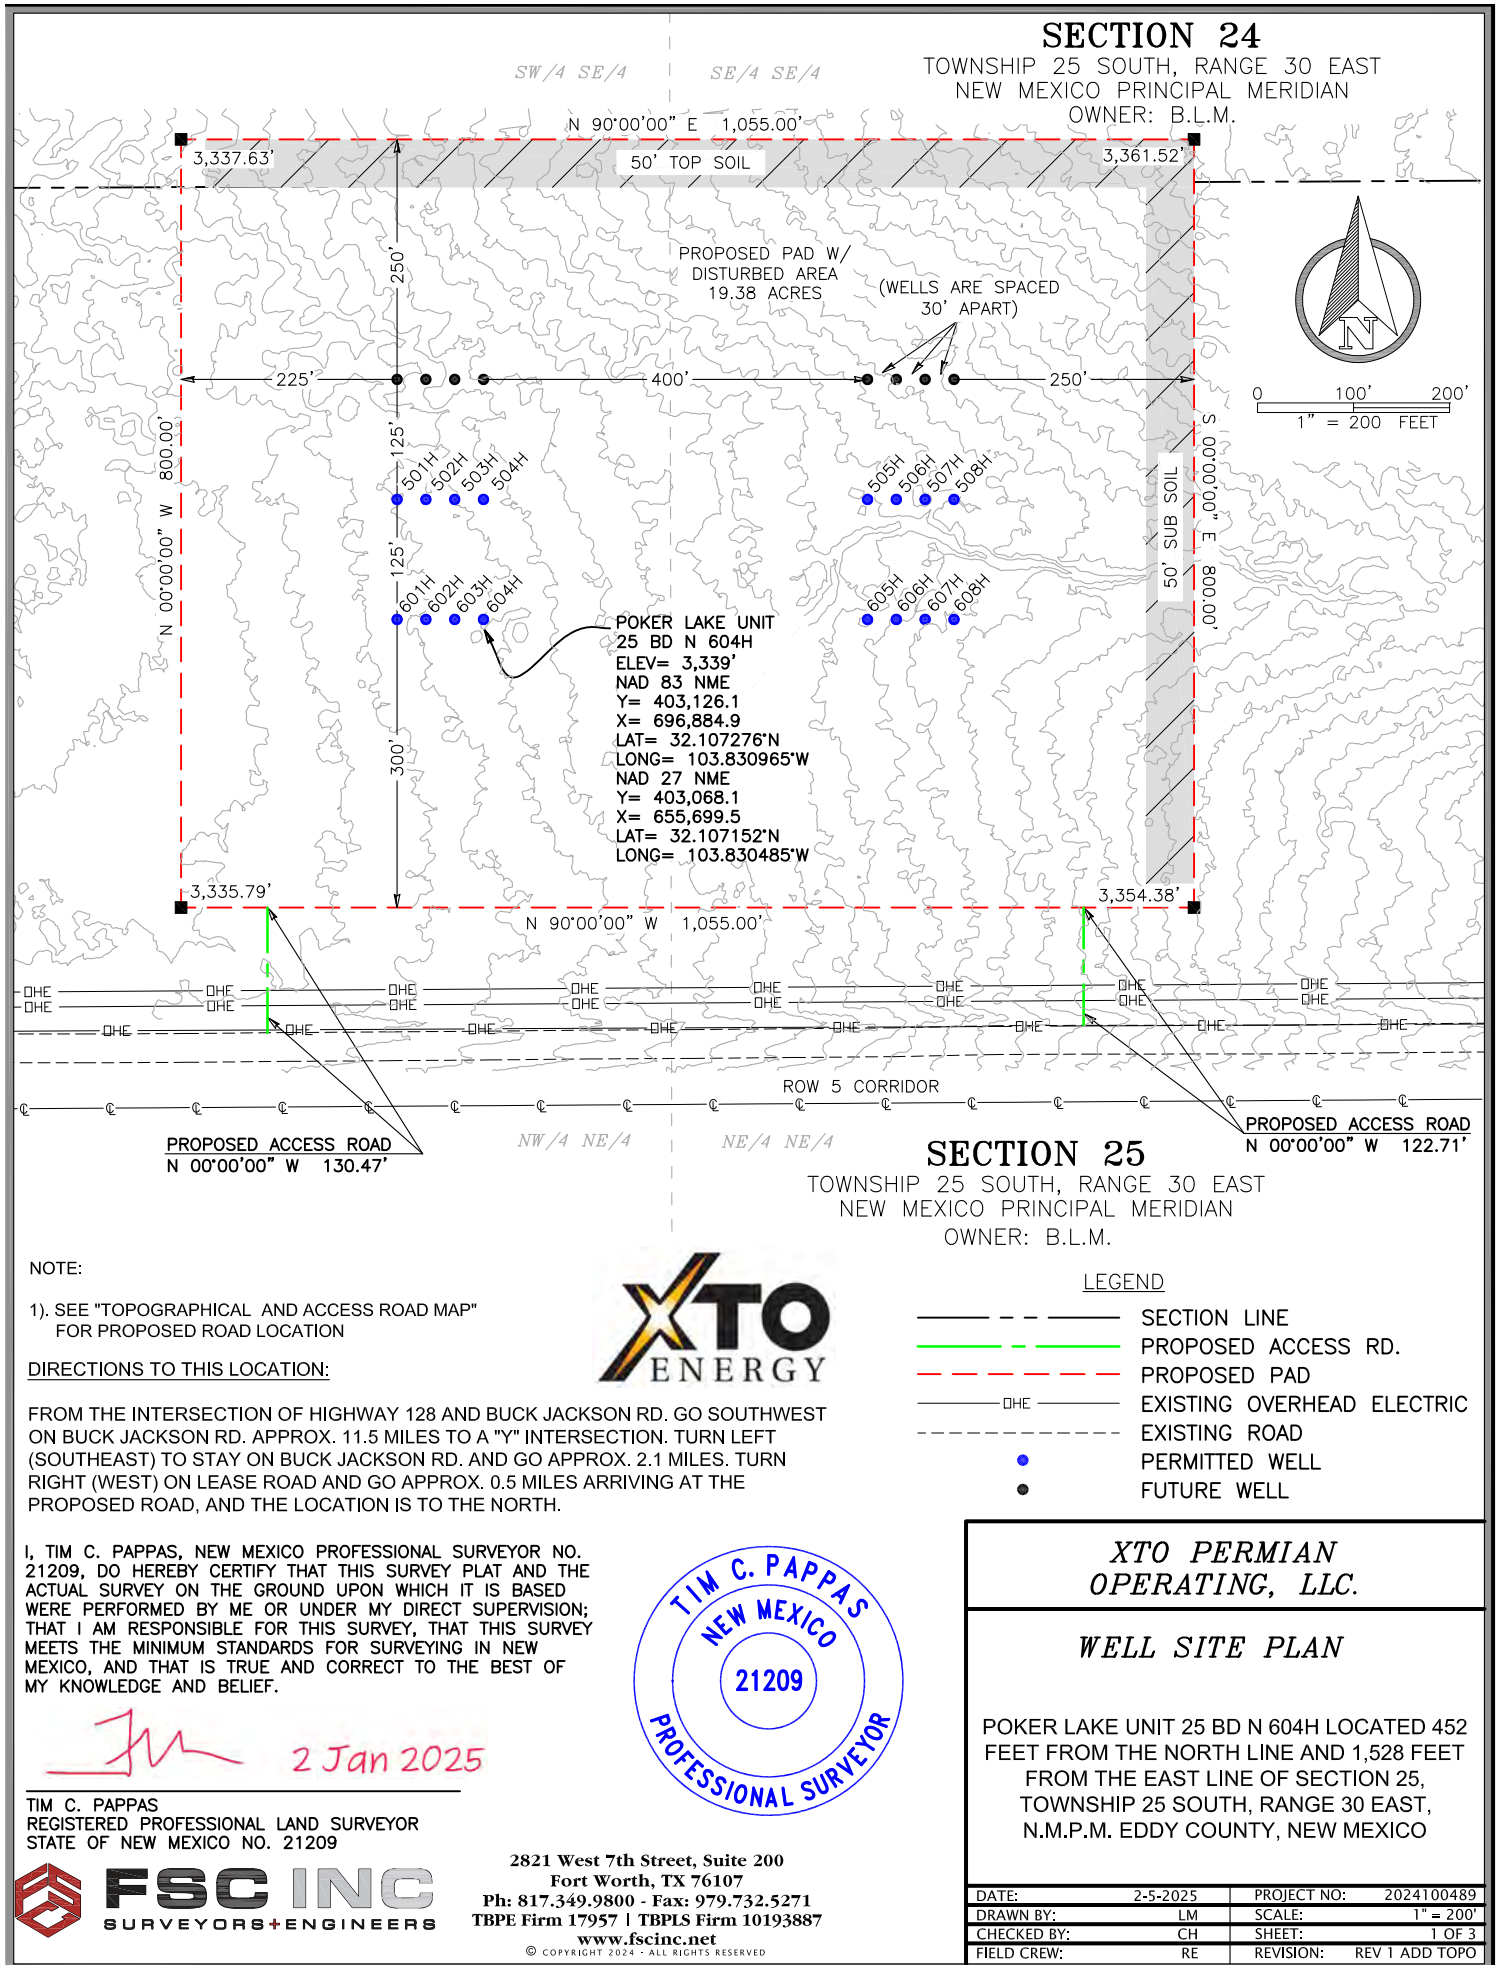 SECTION 24
TOWNSHIP 25 SOUTH, RANGE 30 EAST
NEW MEXICO PRINCIPAL MERIDIAN
OWNER: B.L.M.
SW/4 SE/4
SE/4 SE/4
N 90°00'00" E 1,055.00'
3,337.63'
50' TOP SOIL
3,361.52'
250'
PROPOSED PAD W/
DISTURBED AREA
19.38 ACRES
(WELLS ARE SPACED
30' APART)
N
225'
400'
250'
0 100' 200'
1" = 200 FEET
N 00°00'00" W 800.00'
125'
501H
502H
503H
504H
505H
506H
507H
508H
50' SUB SOIL
S 00°00'00" E 800.00'
125'
601H
602H
603H
604H
605H
606H
607H
608H
300'
POKER LAKE UNIT
25 BD N 604H
ELEV= 3,339'
NAD 83 NME
Y= 403,126.1
X= 696,884.9
LAT= 32.107276°N
LONG= 103.830965°W
NAD 27 NME
Y= 403,068.1
X= 655,699.5
LAT= 32.107152°N
LONG= 103.830485°W
3,335.79'
3,354.38'
N 90°00'00" W 1,055.00'
OHE OHE OHE OHE OHE OHE OHE OHE
OHE OHE OHE OHE OHE OHE OHE OHE
OHE OHE OHE OHE OHE OHE OHE OHE
ROW 5 CORRIDOR
℄ ℄ ℄ ℄ ℄ ℄ ℄ ℄ ℄ ℄ ℄ ℄ ℄ ℄ ℄ ℄ ℄
PROPOSED ACCESS ROAD
N 00°00'00" W 130.47'
NW/4 NE/4
NE/4 NE/4
PROPOSED ACCESS ROAD
N 00°00'00" W 122.71'
SECTION 25
TOWNSHIP 25 SOUTH, RANGE 30 EAST
NEW MEXICO PRINCIPAL MERIDIAN
OWNER: B.L.M.
NOTE:
1). SEE "TOPOGRAPHICAL AND ACCESS ROAD MAP"
FOR PROPOSED ROAD LOCATION
XTO
ENERGY
DIRECTIONS TO THIS LOCATION:
FROM THE INTERSECTION OF HIGHWAY 128 AND BUCK JACKSON RD. GO SOUTHWEST
ON BUCK JACKSON RD. APPROX. 11.5 MILES TO A "Y" INTERSECTION. TURN LEFT
(SOUTHEAST) TO STAY ON BUCK JACKSON RD. AND GO APPROX. 2.1 MILES. TURN
RIGHT (WEST) ON LEASE ROAD AND GO APPROX. 0.5 MILES ARRIVING AT THE
PROPOSED ROAD, AND THE LOCATION IS TO THE NORTH.
LEGEND
SECTION LINE
PROPOSED ACCESS RD.
PROPOSED PAD
OHE EXISTING OVERHEAD ELECTRIC
EXISTING ROAD
PERMITTED WELL
FUTURE WELL
I, TIM C. PAPPAS, NEW MEXICO PROFESSIONAL SURVEYOR NO.
21209, DO HEREBY CERTIFY THAT THIS SURVEY PLAT AND THE
ACTUAL SURVEY ON THE GROUND UPON WHICH IT IS BASED
WERE PERFORMED BY ME OR UNDER MY DIRECT SUPERVISION;
THAT I AM RESPONSIBLE FOR THIS SURVEY, THAT THIS SURVEY
MEETS THE MINIMUM STANDARDS FOR SURVEYING IN NEW
MEXICO, AND THAT IS TRUE AND CORRECT TO THE BEST OF
MY KNOWLEDGE AND BELIEF.
2 Jan 2025
TIM C. PAPPAS
REGISTERED PROFESSIONAL LAND SURVEYOR
STATE OF NEW MEXICO NO. 21209
TIM C. PAPPAS
NEW MEXICO
21209
PROFESSIONAL SURVEYOR
FSC INC
SURVEYORS+ENGINEERS
2821 West 7th Street, Suite 200
Fort Worth, TX 76107
Ph: 817.349.9800 - Fax: 979.732.5271
TBPE Firm 17957 | TBPLS Firm 10193887
www.fscinc.net
© COPYRIGHT 2024 - ALL RIGHTS RESERVED
XTO PERMIAN
OPERATING, LLC.
WELL SITE PLAN
POKER LAKE UNIT 25 BD N 604H LOCATED 452
FEET FROM THE NORTH LINE AND 1,528 FEET
FROM THE EAST LINE OF SECTION 25,
TOWNSHIP 25 SOUTH, RANGE 30 EAST,
N.M.P.M. EDDY COUNTY, NEW MEXICO
DATE: 2-5-2025 PROJECT NO: 2024100489
DRAWN BY: LM SCALE: 1" = 200'
CHECKED BY: CH SHEET: 1 OF 3
FIELD CREW: RE REVISION: REV 1 ADD TOPO